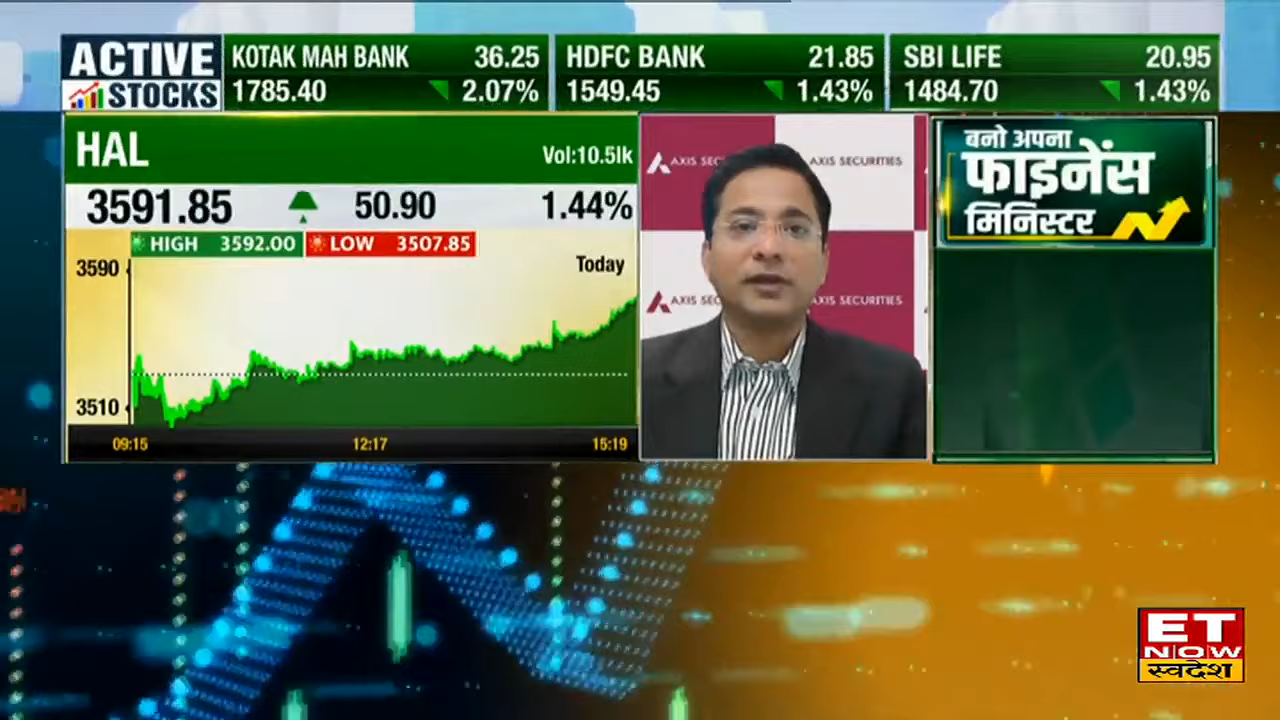 ACTIVE
STOCKS
KOTAK MAH BANK 36.25
1785.40 2.07%
HDFC BANK 21.85
1549.45 1.43%
SBI LIFE 20.95
1484.70 1.43%
HAL Vol:10.5lk
3591.85 50.90 1.44%
HIGH 3592.00 LOW 3507.85
Today
3590
3510
09:15 12:17 15:19
AXIS SEC AXIS SECURITIES
AXIS SEC AXIS SECURITIES
बनो अपना
फाइनेंस
मिनिस्टर
ET
NOW
स्वदेश